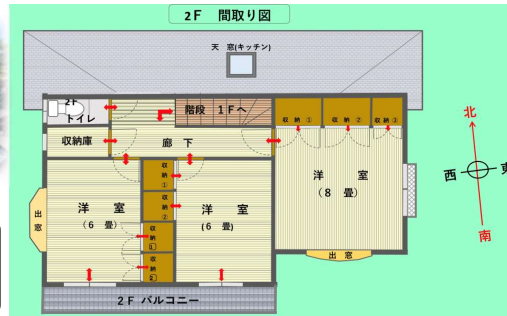 2F 間取り図
天 窓(キッチン)
2F
トイレ
階段 1Fへ
収 納 ①
収 納 ②
収 納 ③
収納庫
廊 下
北
西
東
南
洋 室
(8 畳)
収納①
収納②
洋 室
(6 畳)
洋 室
(6 畳)
収納1
収納2
出窓
出 窓
2F バルコニー